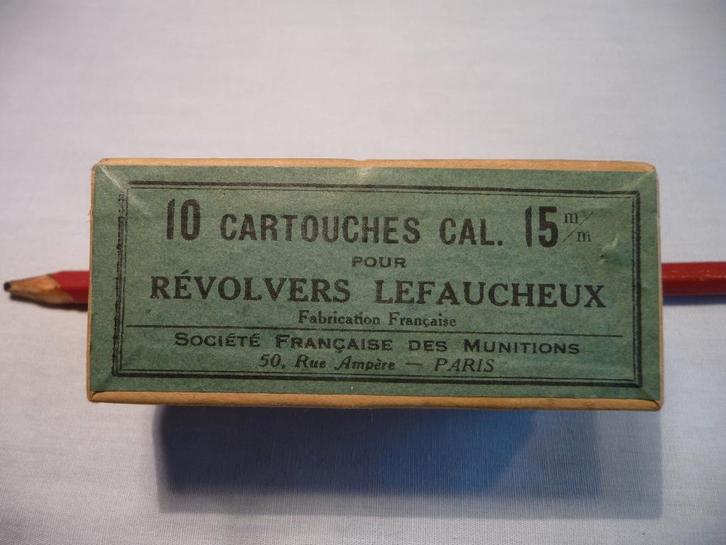 10 CARTOUCHES CAL. 15 m/m
POUR
RÉVOLVERS LEFAUCHEUX
Fabrication Française
SOCIÉTÉ FRANÇAISE DES MUNITIONS
50, Rue Ampère — PARIS